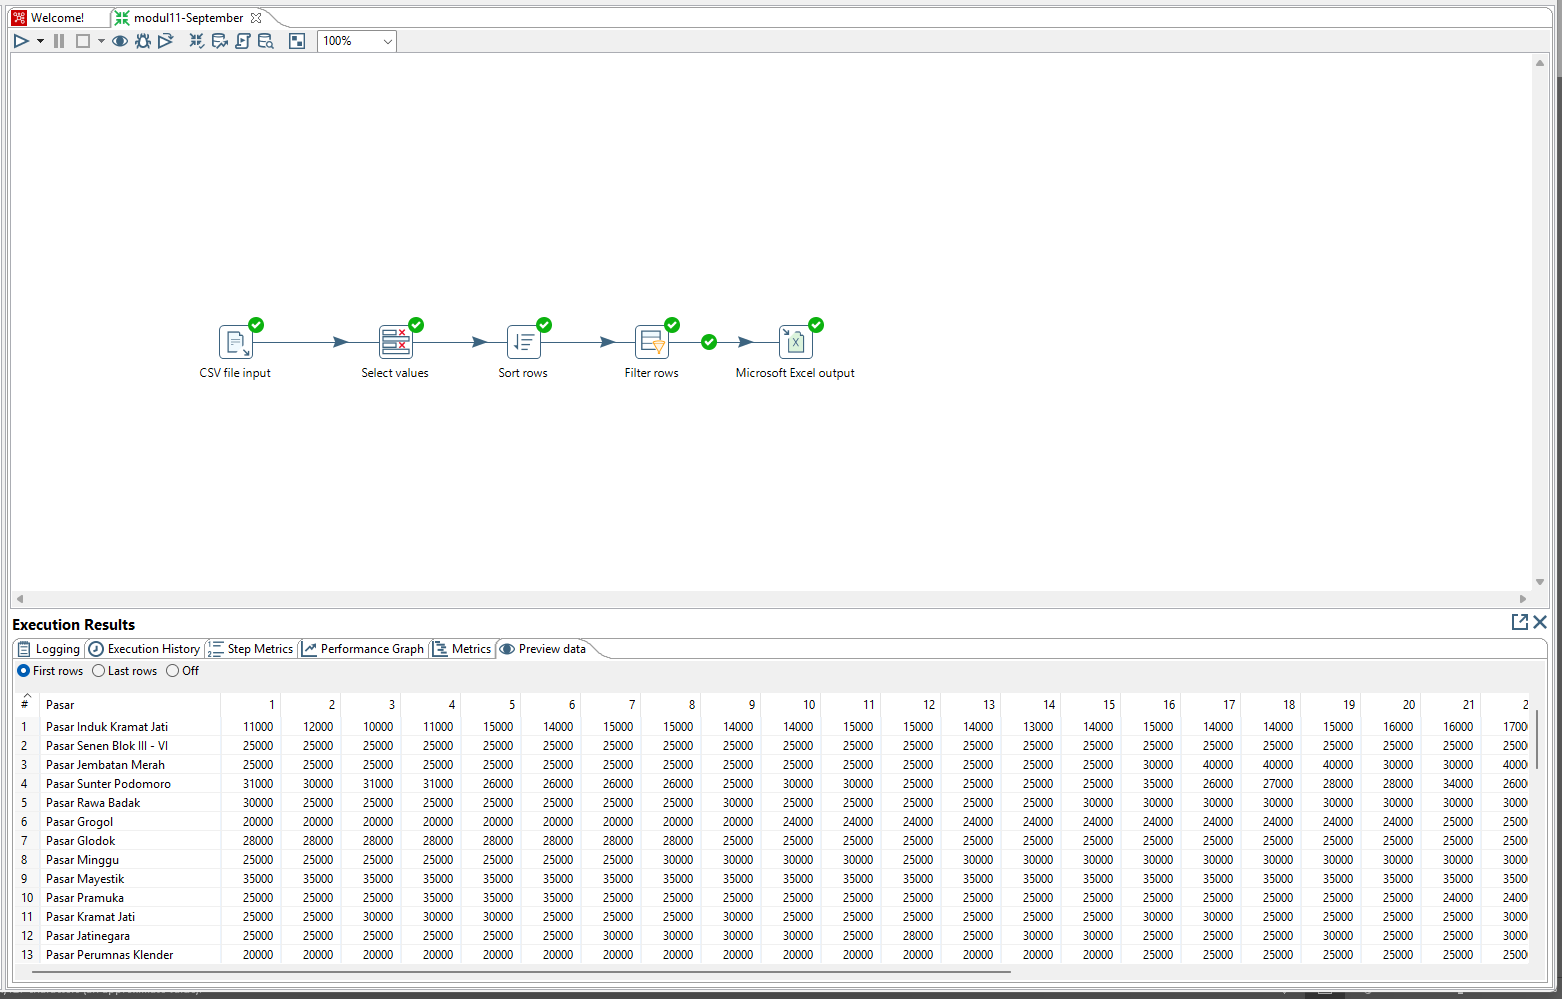 Welcome! modul11-September
100%
CSV file input Select values Sort rows Filter rows Microsoft Excel output
Execution Results
Logging Execution History Step Metrics Performance Graph Metrics Preview data
First rows Last rows Off
# Pasar 1 2 3 4 5 6 7 8 9 10 11 12 13 14 15 16 17 18 19 20 21 2
1 Pasar Induk Kramat Jati 11000 12000 10000 11000 15000 14000 15000 15000 14000 14000 15000 15000 14000 13000 14000 15000 14000 14000 15000 16000 16000 1700
2 Pasar Senen Blok III - VI 25000 25000 25000 25000 25000 25000 25000 25000 25000 25000 25000 25000 25000 25000 25000 25000 25000 25000 25000 25000 25000 2500
3 Pasar Jembatan Merah 25000 25000 25000 25000 25000 25000 25000 25000 25000 25000 25000 25000 25000 25000 25000 30000 40000 40000 40000 30000 30000 4000
4 Pasar Sunter Podomoro 31000 30000 31000 31000 26000 26000 26000 26000 25000 30000 30000 25000 25000 25000 25000 35000 26000 27000 28000 28000 34000 2600
5 Pasar Rawa Badak 30000 25000 25000 25000 25000 25000 25000 25000 30000 25000 25000 25000 25000 25000 30000 30000 30000 30000 30000 30000 30000 3000
6 Pasar Grogol 20000 20000 20000 20000 20000 20000 20000 20000 20000 24000 24000 24000 24000 24000 24000 24000 24000 24000 24000 24000 25000 2500
7 Pasar Glodok 28000 28000 28000 28000 28000 28000 28000 28000 25000 25000 25000 25000 25000 25000 25000 25000 25000 25000 25000 25000 25000 2500
8 Pasar Minggu 25000 25000 25000 25000 25000 25000 25000 30000 30000 30000 30000 25000 30000 30000 30000 30000 30000 30000 30000 30000 30000 3000
9 Pasar Mayestik 35000 35000 35000 35000 35000 35000 35000 35000 35000 35000 35000 35000 35000 35000 35000 35000 35000 35000 35000 35000 35000 3500
10 Pasar Pramuka 25000 25000 25000 35000 35000 35000 25000 25000 25000 30000 25000 25000 25000 25000 25000 25000 25000 25000 25000 25000 24000 2400
11 Pasar Kramat Jati 25000 25000 30000 30000 30000 25000 25000 30000 30000 25000 25000 25000 25000 25000 25000 30000 30000 25000 25000 25000 25000 3000
12 Pasar Jatinegara 25000 25000 25000 25000 25000 25000 30000 30000 30000 30000 25000 28000 25000 30000 30000 25000 25000 25000 30000 25000 25000 3000
13 Pasar Perumnas Klender 20000 20000 20000 20000 20000 20000 20000 20000 20000 20000 20000 20000 20000 20000 20000 25000 25000 25000 25000 25000 25000 2500